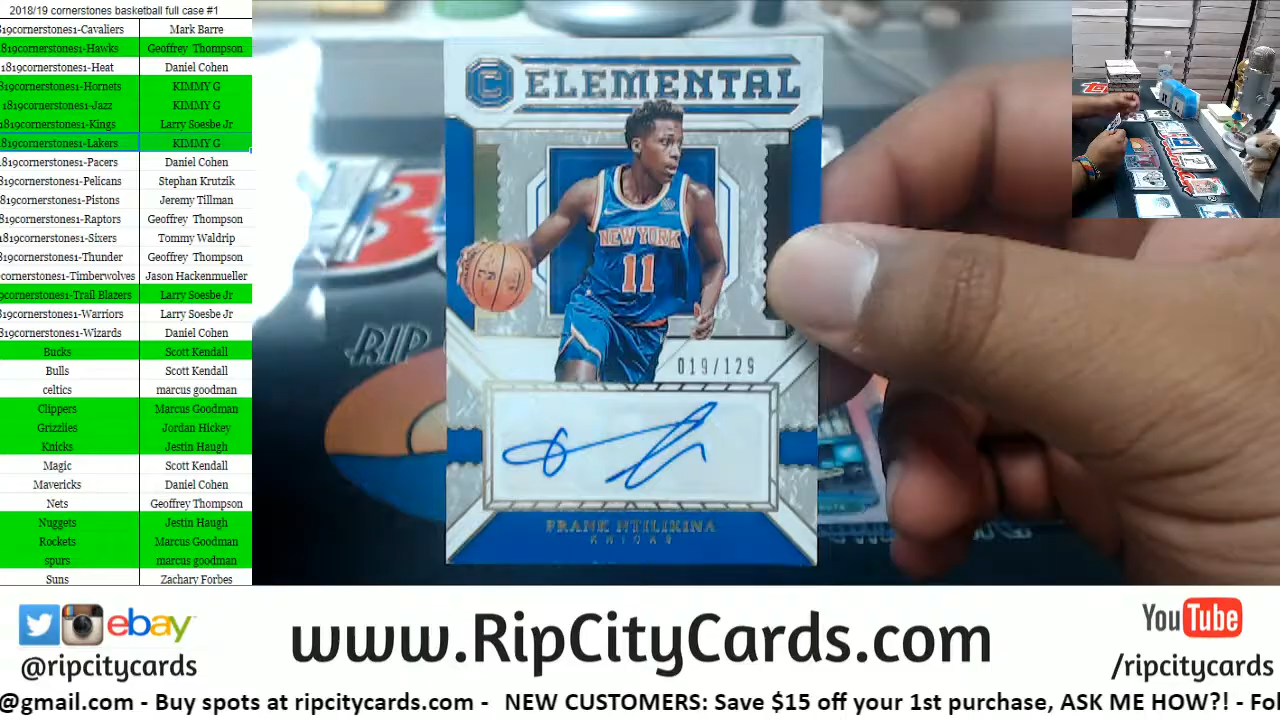 2018/19 cornerstones basketball full case #1
819cornerstones1-Cavaliers Mark Barre
819cornerstones1-Hawks Geoffrey Thompson
1819cornerstones1-Heat Daniel Cohen
819cornerstones1-Hornets KIMMY G
1819cornerstones1-Jazz KIMMY G
1819cornerstones1-Kings Larry Soesbe Jr
819cornerstones1-Lakers KIMMY G
819cornerstones1-Pacers Daniel Cohen
819cornerstones1-Pelicans Stephan Krutzik
819cornerstones1-Pistons Jeremy Tillman
819cornerstones1-Raptors Geoffrey Thompson
819cornerstones1-Sixers Tommy Waldrip
819cornerstones1-Thunder Geoffrey Thompson
cornerstones1-Timberwolves Jason Hackenmueller
9cornerstones1-Trail Blazers Larry Soesbe Jr
819cornerstones1-Warriors Larry Soesbe Jr
819cornerstones1-Wizards Daniel Cohen
Bucks Scott Kendall
Bulls Scott Kendall
celtics marcus goodman
Clippers Marcus Goodman
Grizzlies Jordan Hickey
Knicks Jestin Haugh
Magic Scott Kendall
Mavericks Daniel Cohen
Nets Geoffrey Thompson
Nuggets Jestin Haugh
Rockets Marcus Goodman
spurs marcus goodman
Suns Zachary Forbes
C ELEMENTAL
NEW YORK
11
019/129
FRANK NTILIKINA
KNICKS
RIP
ebay
@ripcitycards
www.RipCityCards.com
YouTube
/ripcitycards
@gmail.com - Buy spots at ripcitycards.com - NEW CUSTOMERS: Save $15 off your 1st purchase, ASK ME HOW?! - Fol